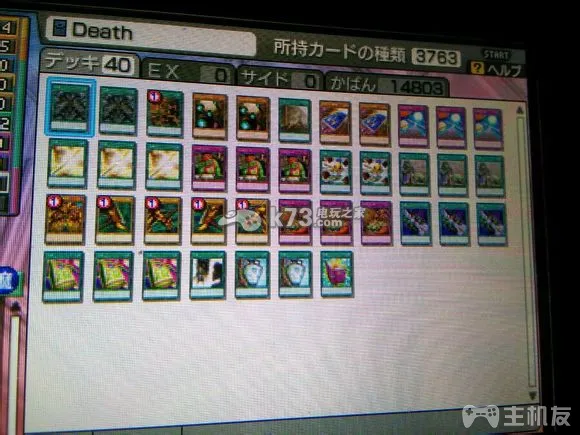 Death
所持カードの種類 3763
START
?ヘルプ
デッキ 40 EX 0 サイド 0 かばん 14803
K73 电玩之家
.com
主机友